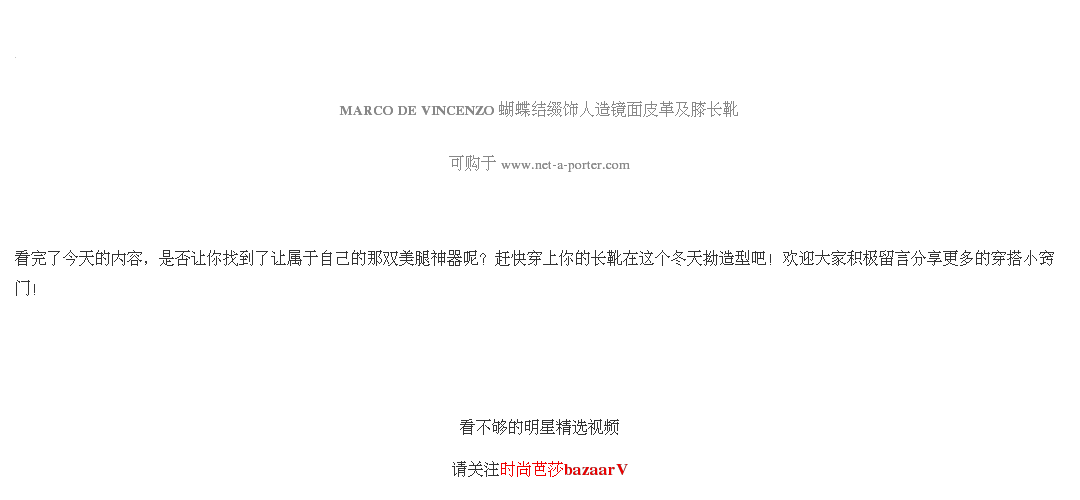 MARCO DE VINCENZO 蝴蝶结缀饰人造镜面皮革及膝长靴
可购于 www.net-a-porter.com
看完了今天的内容，是否让你找到了让属于自己的那双美腿神器呢？赶快穿上你的长靴在这个冬天拗造型吧！欢迎大家积极留言分享更多的穿搭小窍
门！
看不够的明星精选视频
请关注时尚芭莎bazaarV